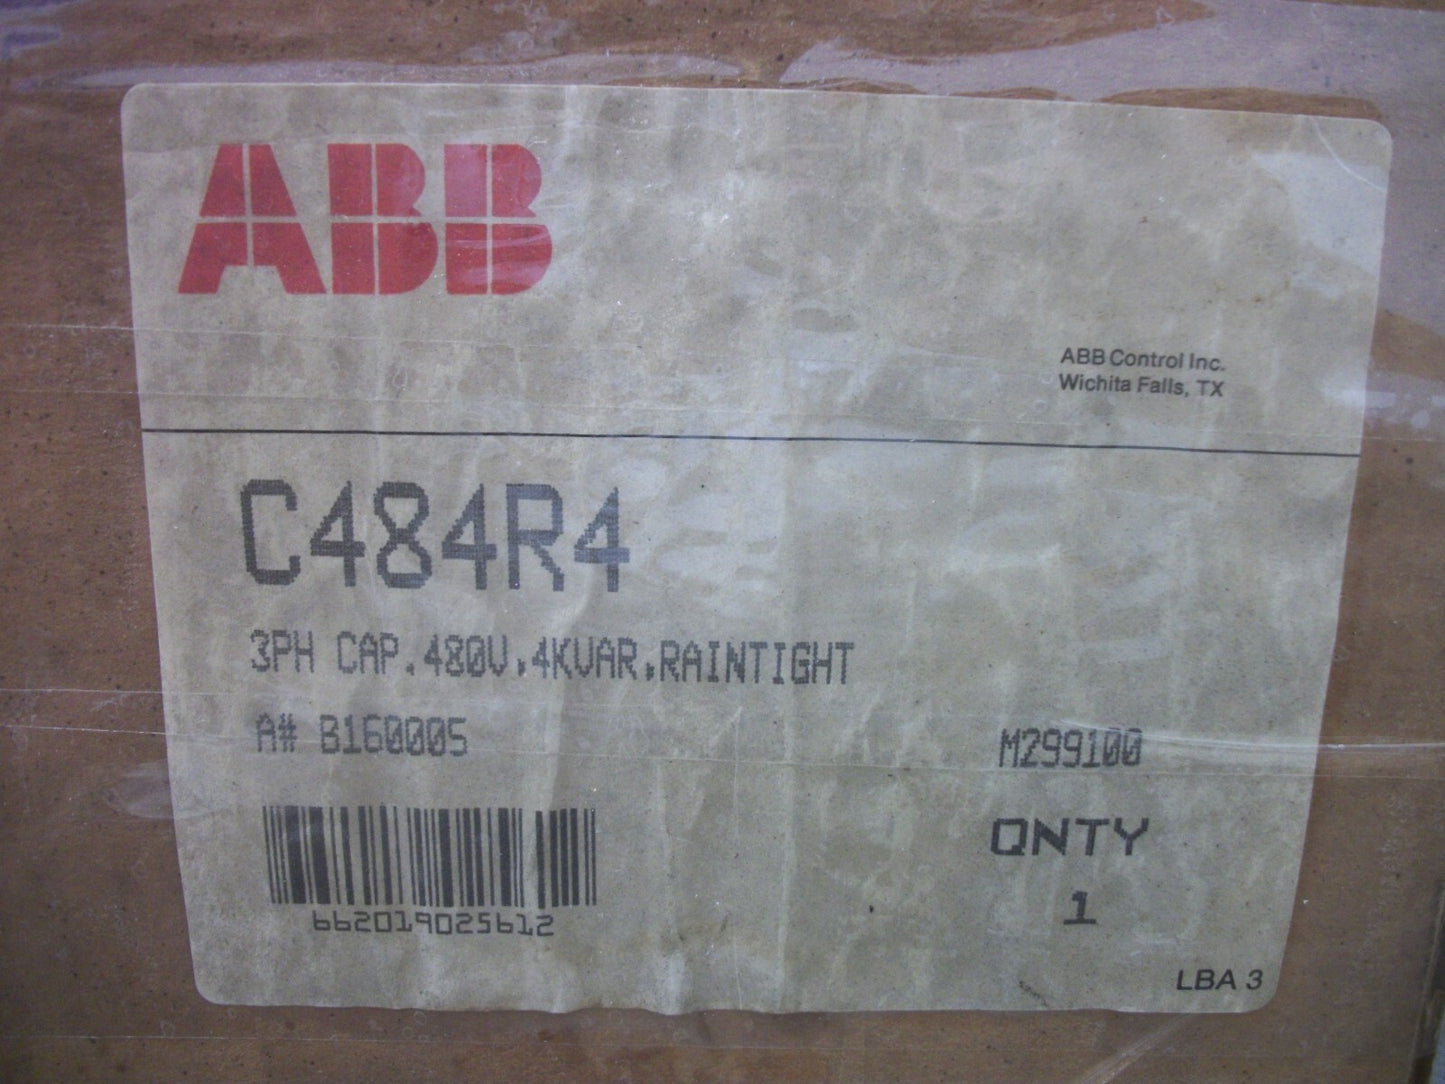 ABB
ABB Control Inc.
Wichita Falls, TX
C484R4
3PH CAP.480V.4KVAR.RAINTIGHT
A# B160005
M299100
QNTY
1
662019025612
LBA 3